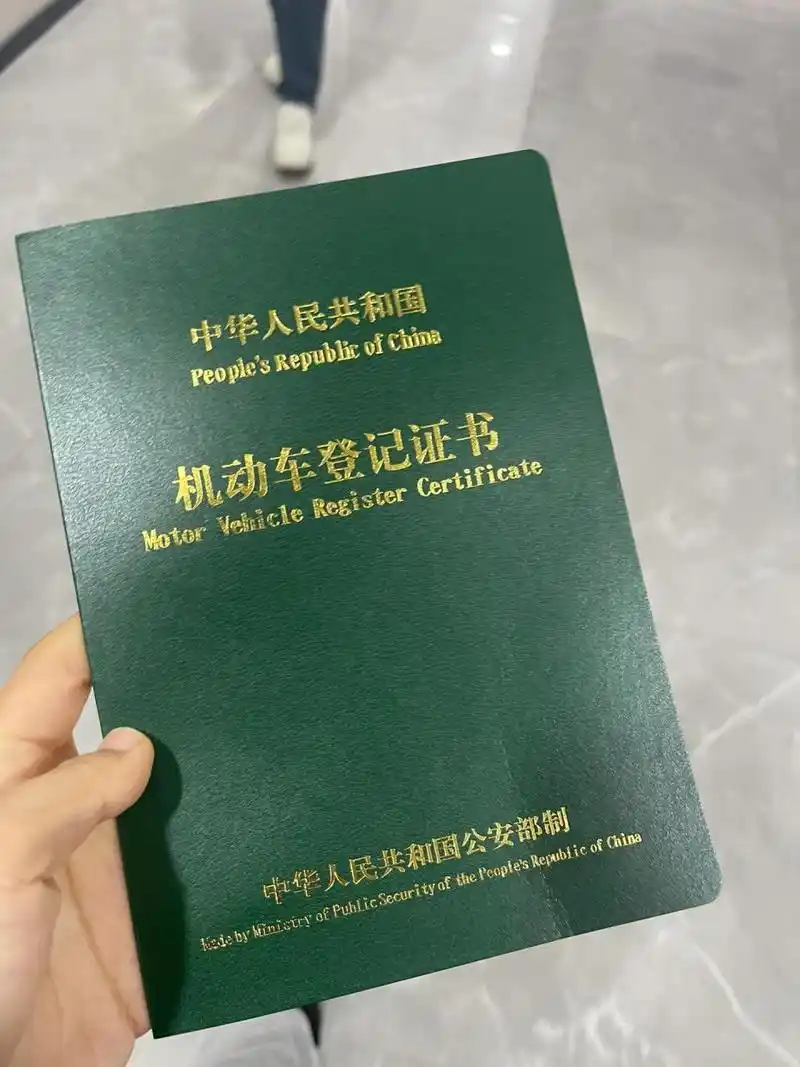 中华人民共和国
People's Republic of China
机动车登记证书
Motor Vehicle Register Certificate
中华人民共和国公安部制
Made by Ministry of Public Security of the People's Republic of China